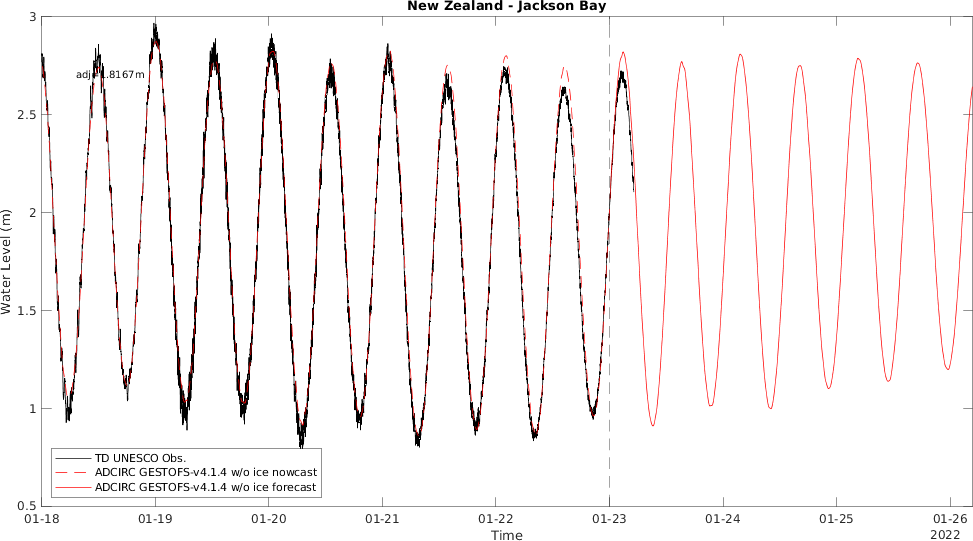 New Zealand - Jackson Bay
3
2.5
2
1.5
1
0.5
Water Level (m)
1.8167m
TD UNESCO Obs.
ADCIRC GESTOFS-v4.1.4 w/o ice nowcast
ADCIRC GESTOFS-v4.1.4 w/o ice forecast
01-18 01-19 01-20 01-21 01-22 01-23 01-24 01-25 01-26
Time
2022